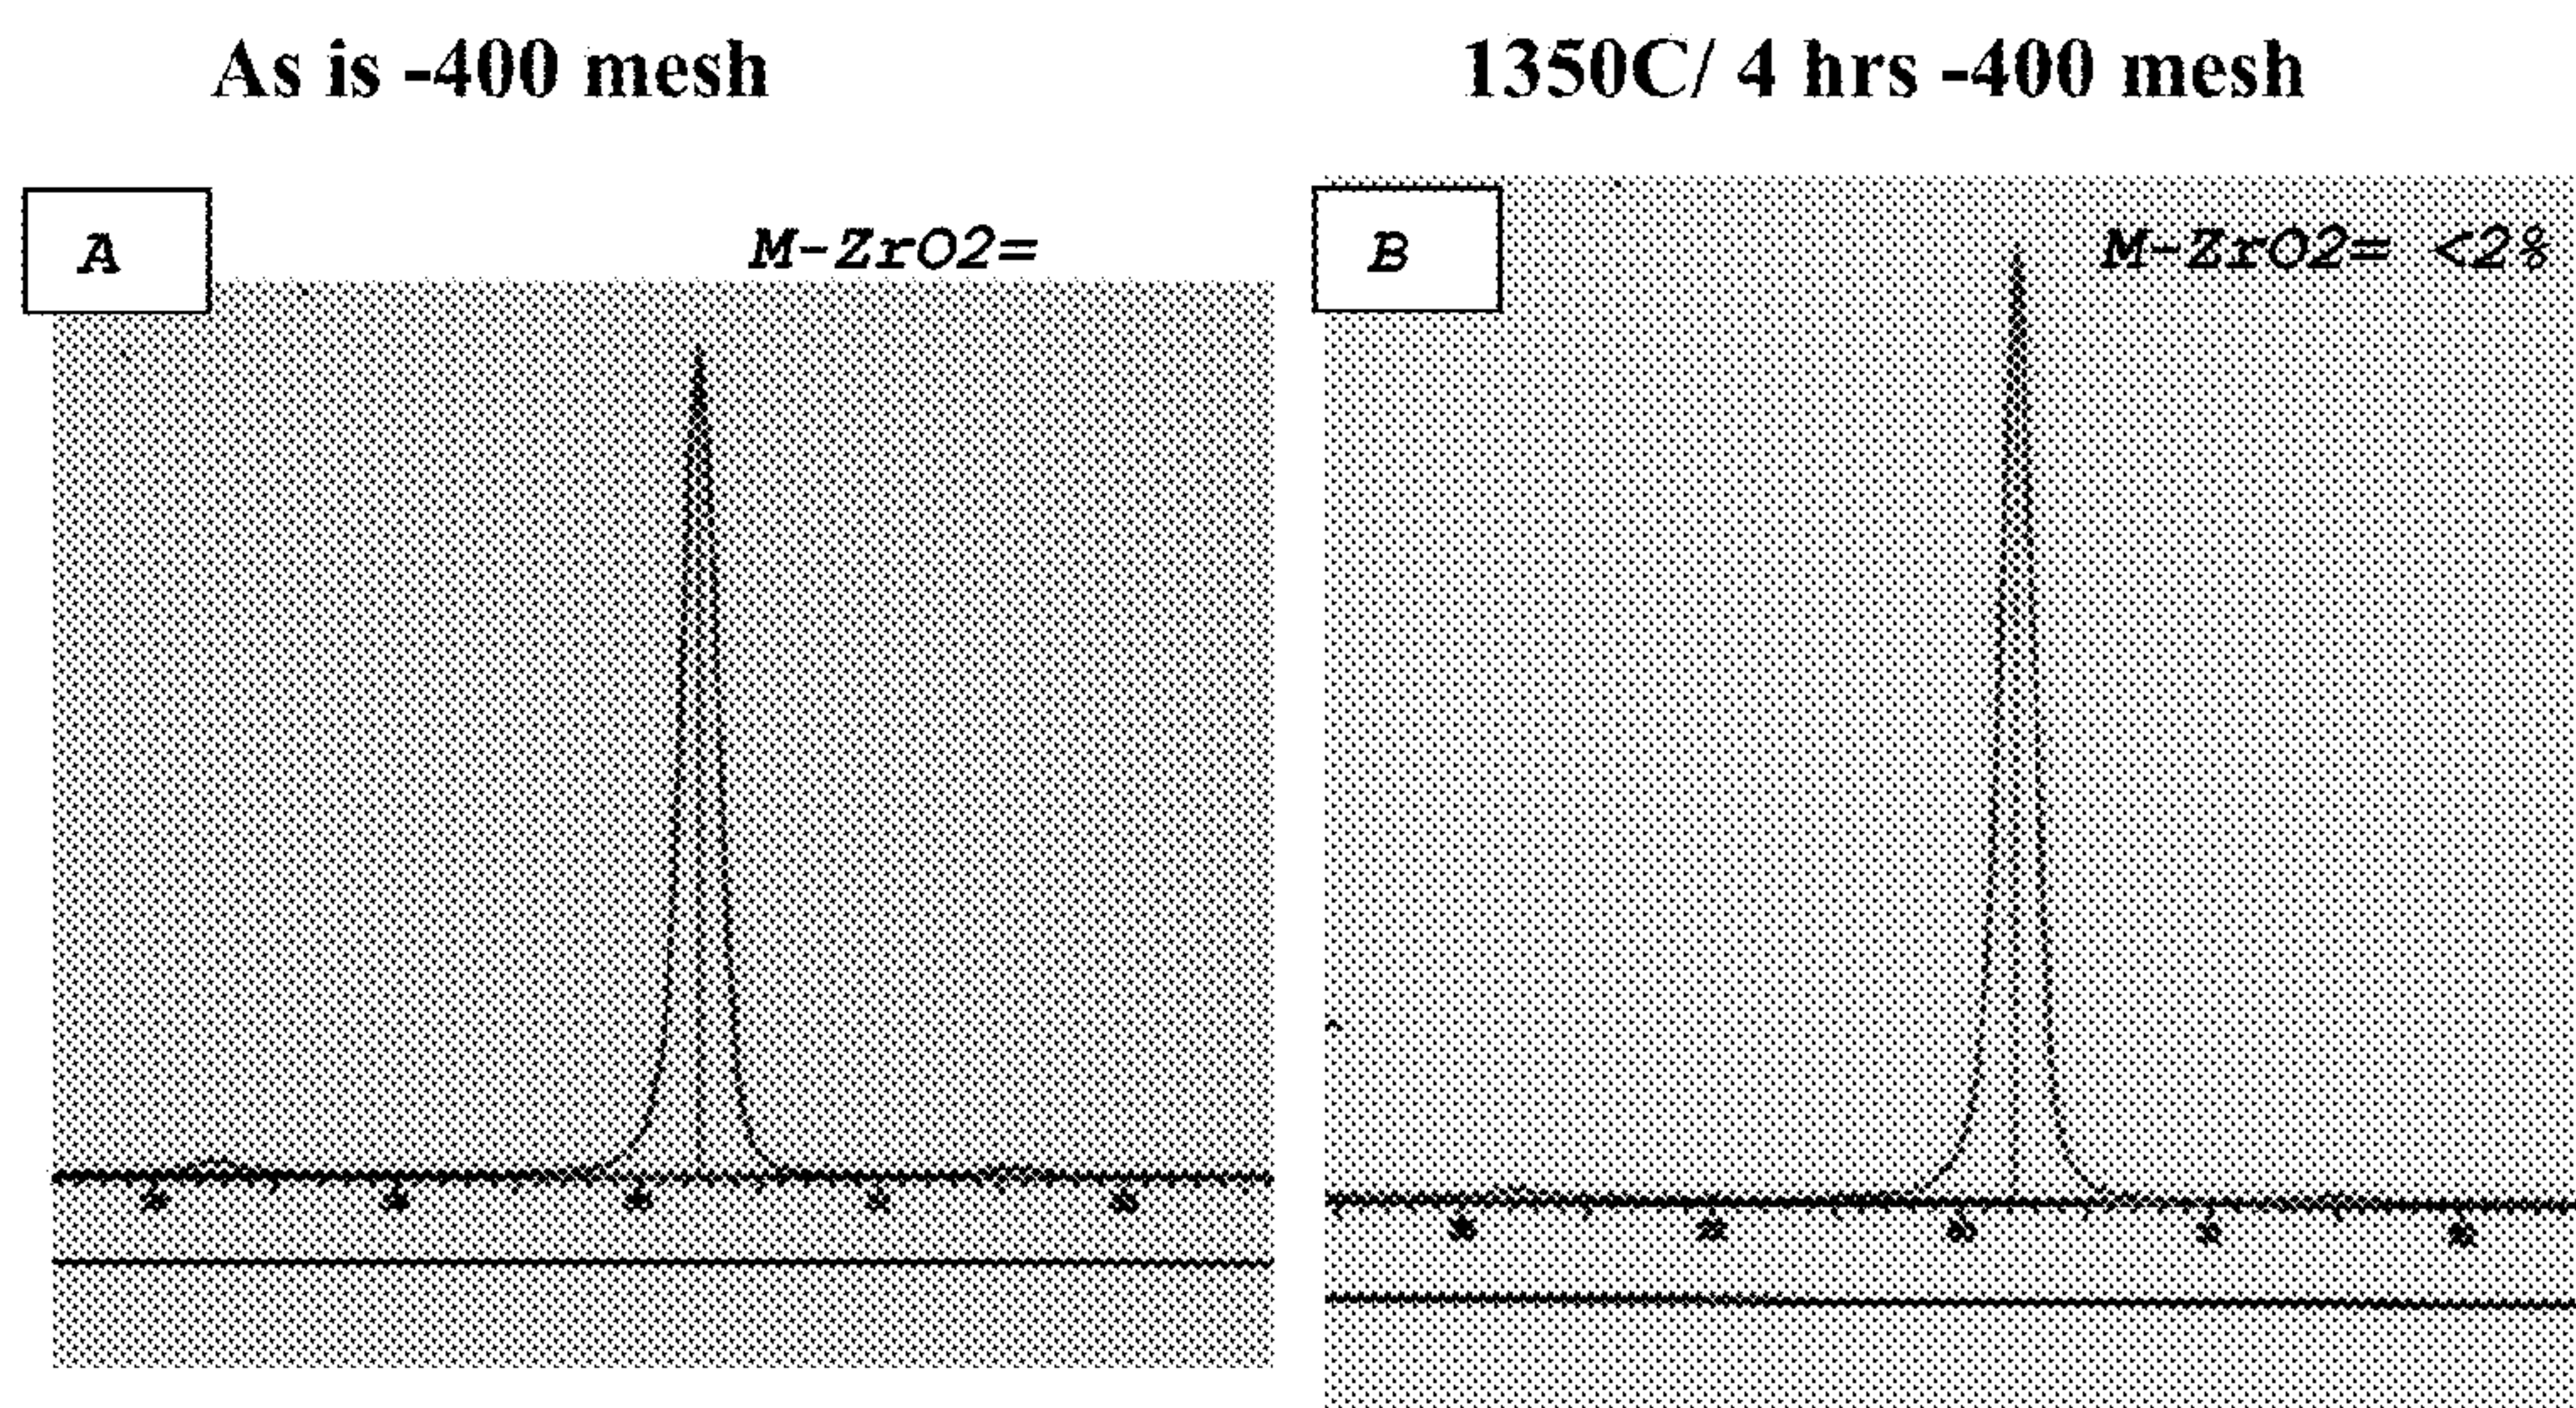 As is -400 mesh
1350C/ 4 hrs -400 mesh
A
M-ZrO2=
B
M-ZrO2= <2%